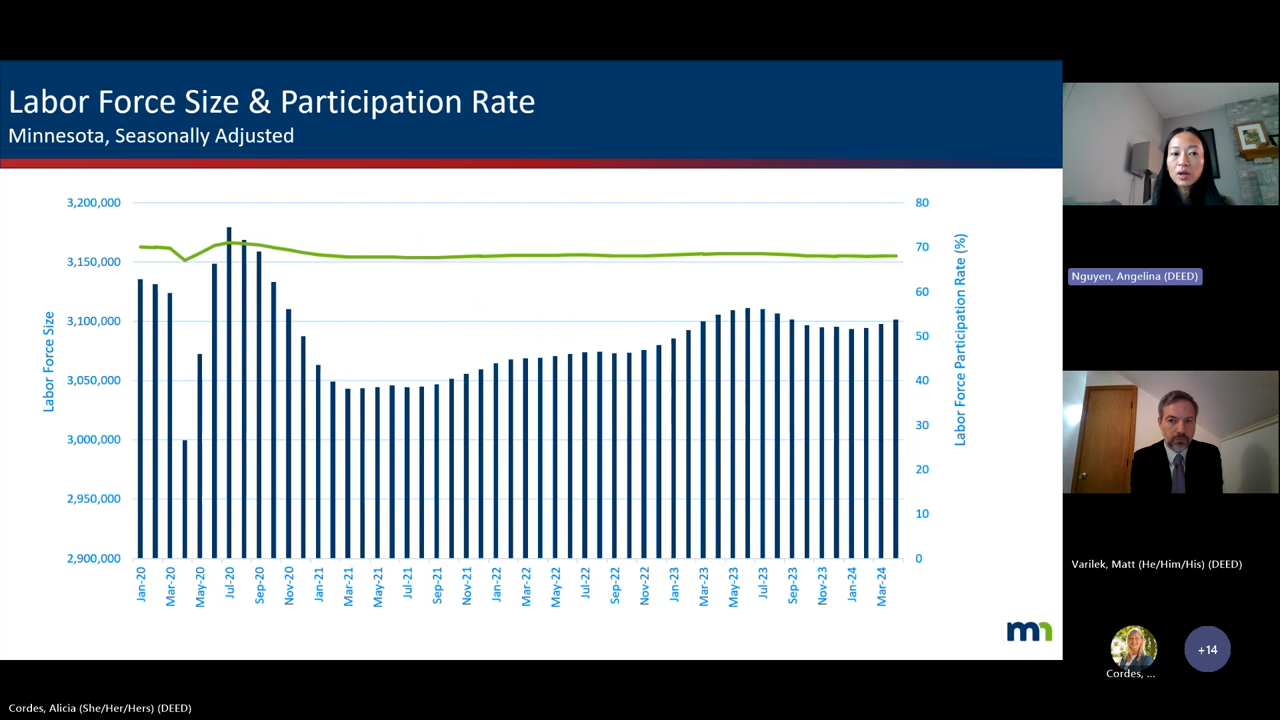 Labor Force Size & Participation Rate
Minnesota, Seasonally Adjusted
3,200,000
3,150,000
3,100,000
3,050,000
3,000,000
2,950,000
2,900,000
Labor Force Size
80
70
60
50
40
30
20
10
0
Labor Force Participation Rate (%)
Jan-20
Mar-20
May-20
Jul-20
Sep-20
Nov-20
Jan-21
Mar-21
May-21
Jul-21
Sep-21
Nov-21
Jan-22
Mar-22
May-22
Jul-22
Sep-22
Nov-22
Jan-23
Mar-23
May-23
Jul-23
Sep-23
Nov-23
Jan-24
Mar-24
mn
Nguyen, Angelina (DEED)
Varilek, Matt (He/Him/His) (DEED)
Cordes, ...
+14
Cordes, Alicia (She/Her/Hers) (DEED)